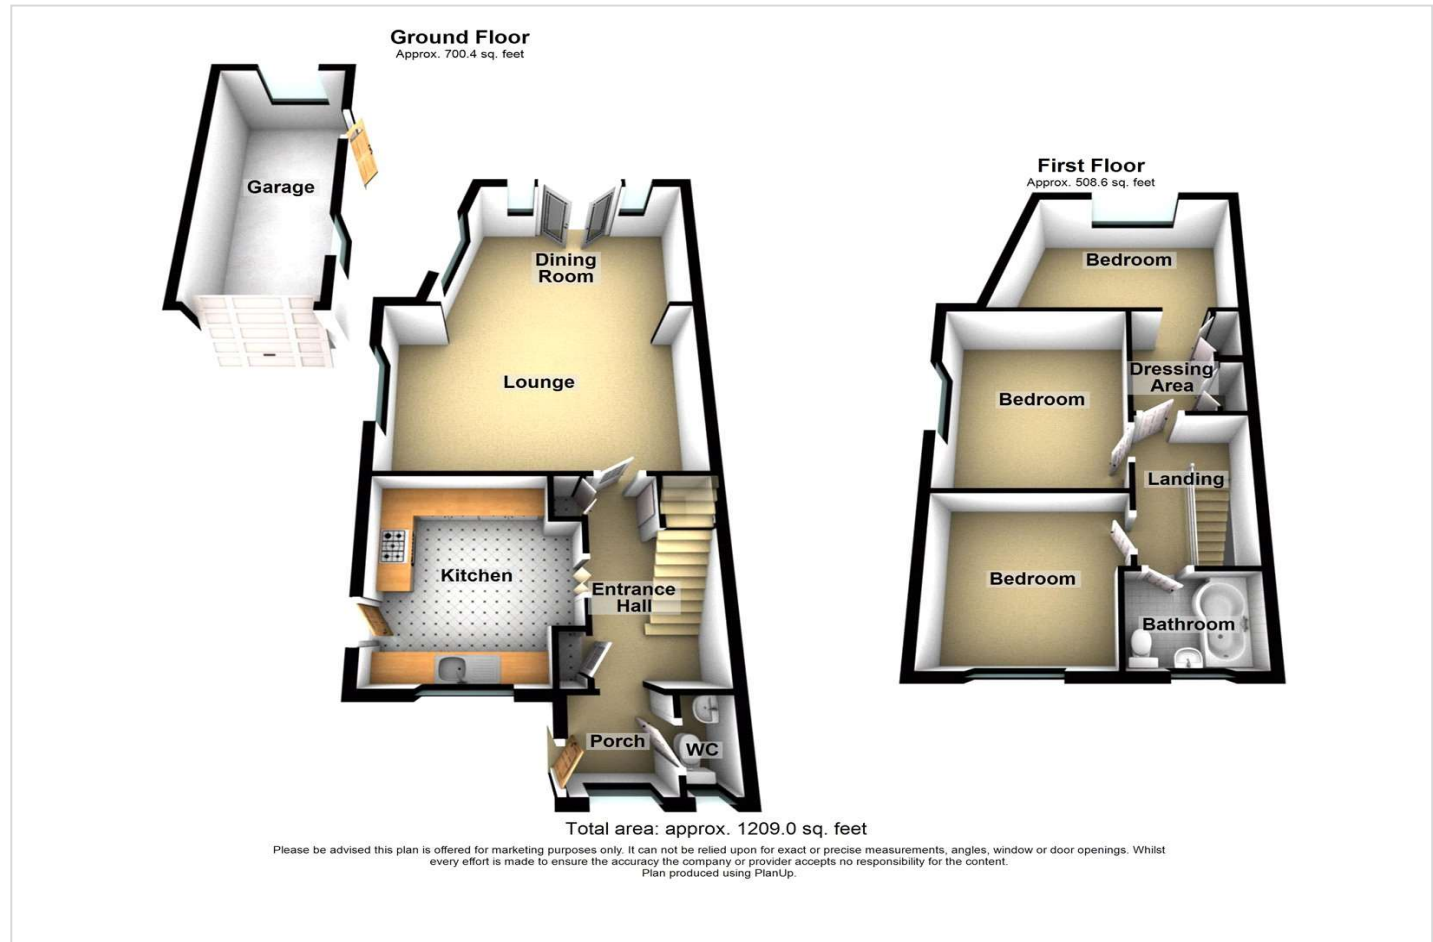 Ground Floor
Approx. 700.4 sq. feet
Garage
Dining
Room
Lounge
Kitchen
Entrance
Hall
Porch
WC
First Floor
Approx. 508.6 sq. feet
Bedroom
Dressing
Area
Bedroom
Landing
Bedroom
Bathroom
Total area: approx. 1209.0 sq. feet
Please be advised this plan is offered for marketing purposes only. It can not be relied upon for exact or precise measurements, angles, window or door openings. Whilst
every effort is made to ensure the accuracy the company or provider accepts no responsibility for the content.
Plan produced using PlanUp.